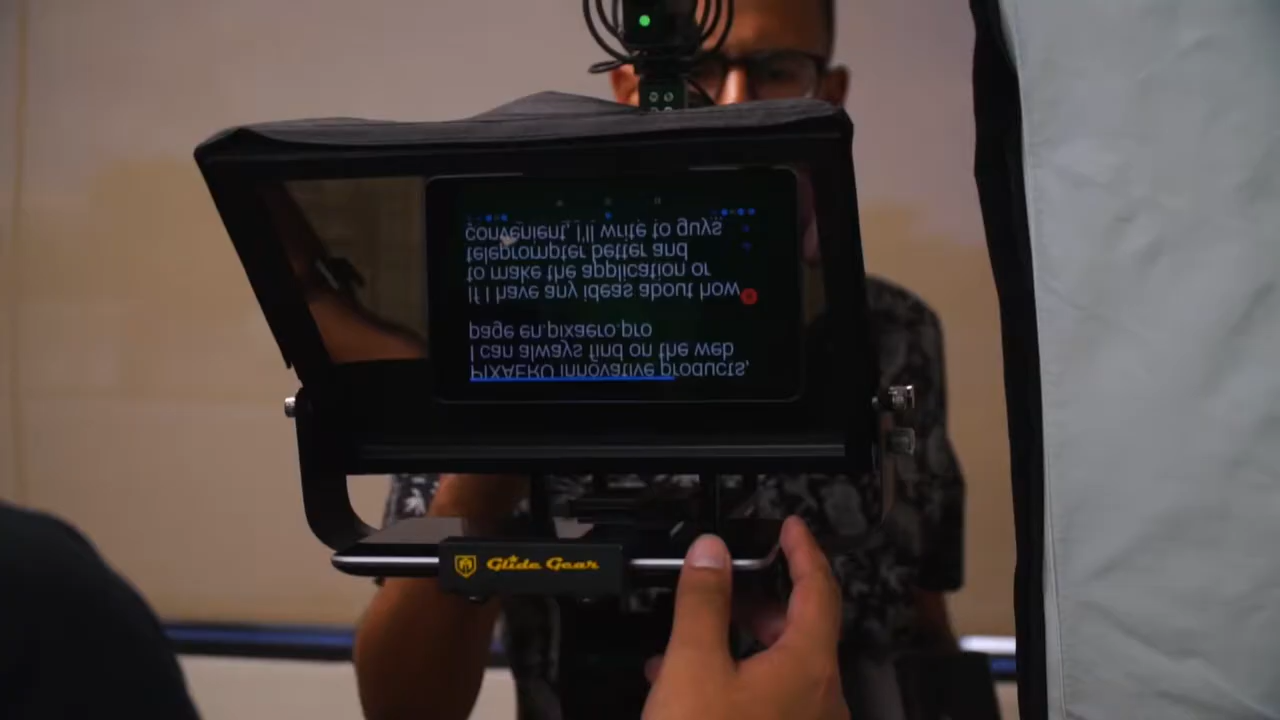 PIXAERO innovative products,
I can always find on the web
page en.pixaero.pro
If I have any ideas about how
to make the application or
teleprompter better and
convenient, I'll write to guys
Glide Gear